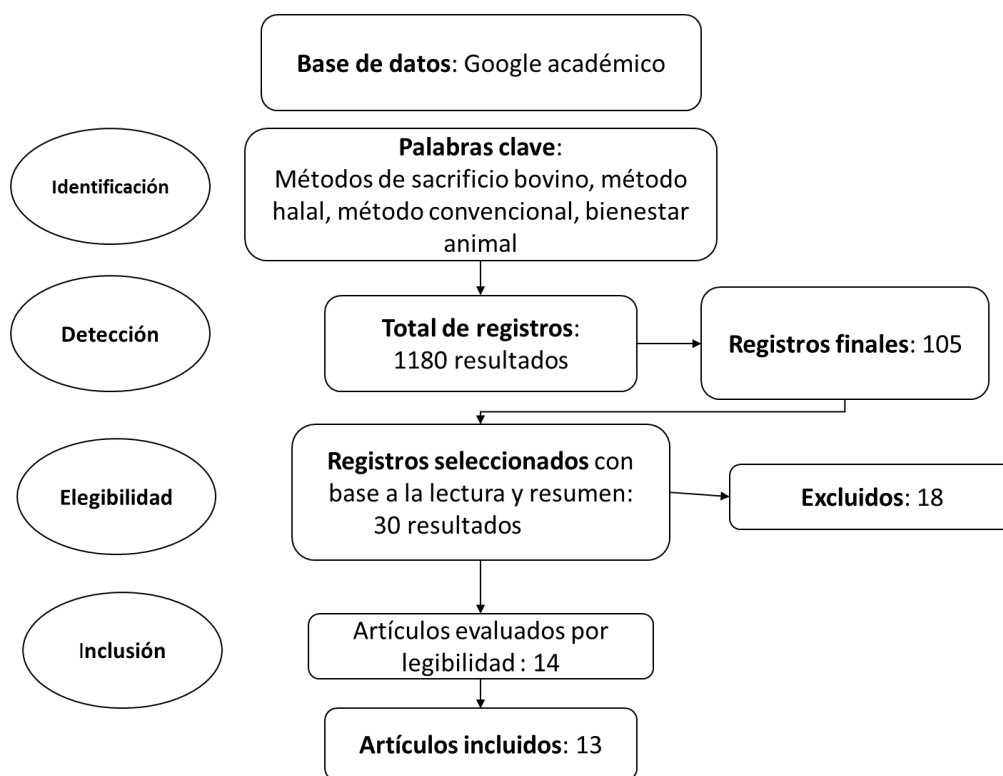 Base de datos: Google académico
Identificación
Palabras clave:
Métodos de sacrificio bovino, método
halal, método convencional, bienestar
animal
Detección
Total de registros:
1180 resultados
Registros finales: 105
Elegibilidad
Registros seleccionados con
base a la lectura y resumen:
30 resultados
Excluidos: 18
Inclusión
Artículos evaluados por
legibilidad : 14
Artículos incluidos: 13